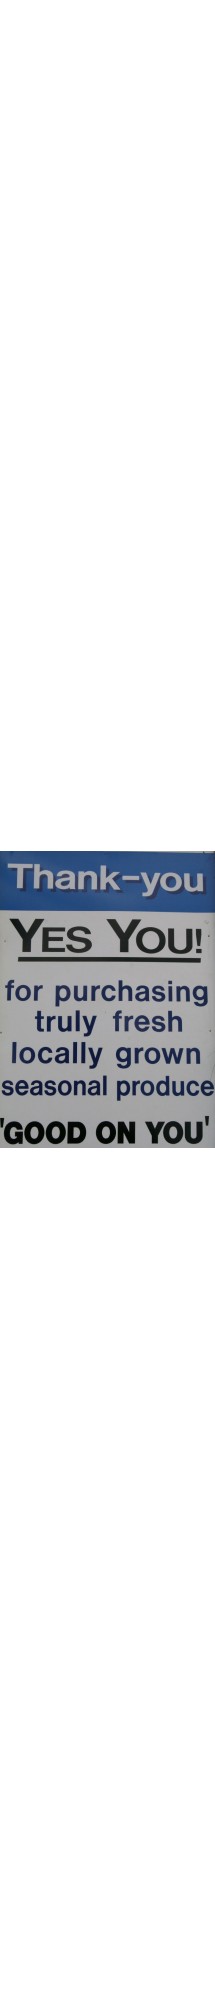 Thank-you
YES YOU!
for purchasing
truly fresh
locally grown
seasonal produce
'GOOD ON YOU'